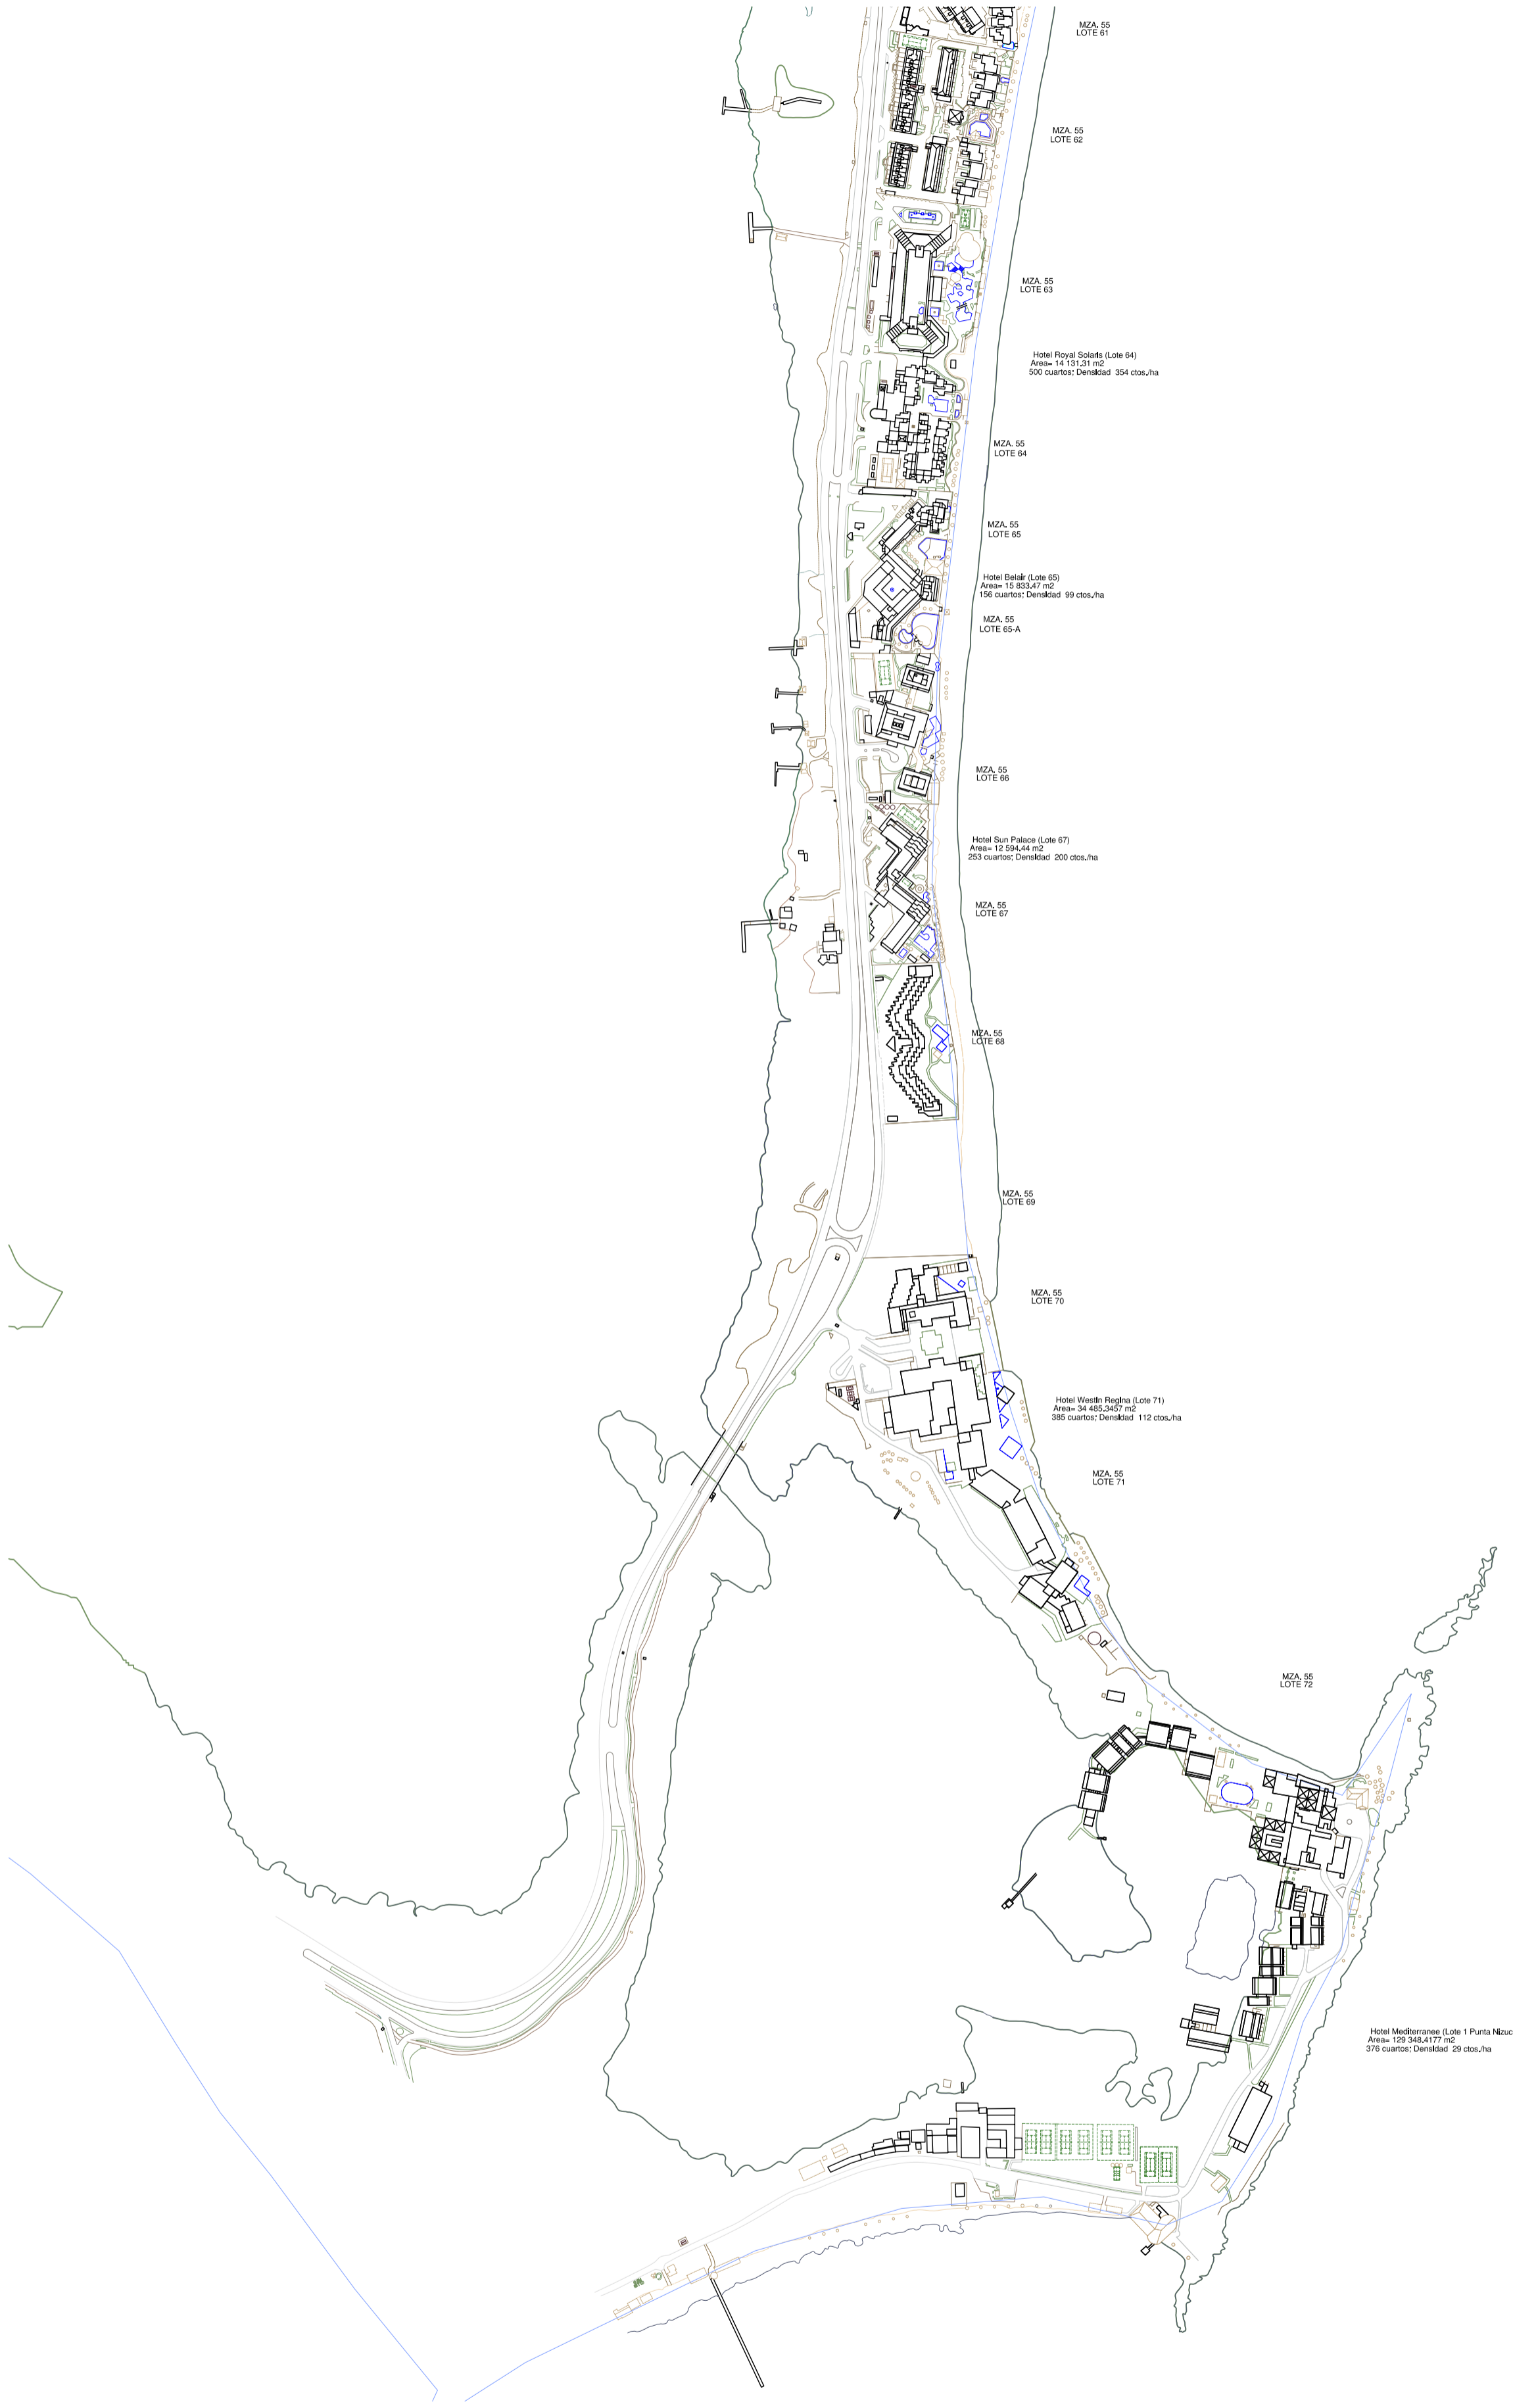 MZA. 55
LOTE 61
MZA. 55
LOTE 62
MZA. 55
LOTE 63
Hotel Royal Solaris (Lote 64)
Area= 14 131.31 m2
500 cuartos; Densidad 354 ctos./ha
MZA. 55
LOTE 64
MZA. 55
LOTE 65
Hotel Belair (Lote 65)
Area= 15 833.47 m2
156 cuartos; Densidad 99 ctos./ha
MZA. 55
LOTE 65-A
MZA. 55
LOTE 66
Hotel Sun Palace (Lote 67)
Area= 12 594.44 m2
253 cuartos; Densidad 200 ctos./ha
MZA. 55
LOTE 67
MZA. 55
LOTE 68
MZA. 55
LOTE 69
MZA. 55
LOTE 70
Hotel Westin Regina (Lote 71)
Area= 34 485.3457 m2
385 cuartos; Densidad 112 ctos./ha
MZA. 55
LOTE 71
MZA. 55
LOTE 72
Hotel Mediterranee (Lote 1 Punta Nizuc
Area= 129 348.4177 m2
376 cuartos; Densidad 29 ctos./ha